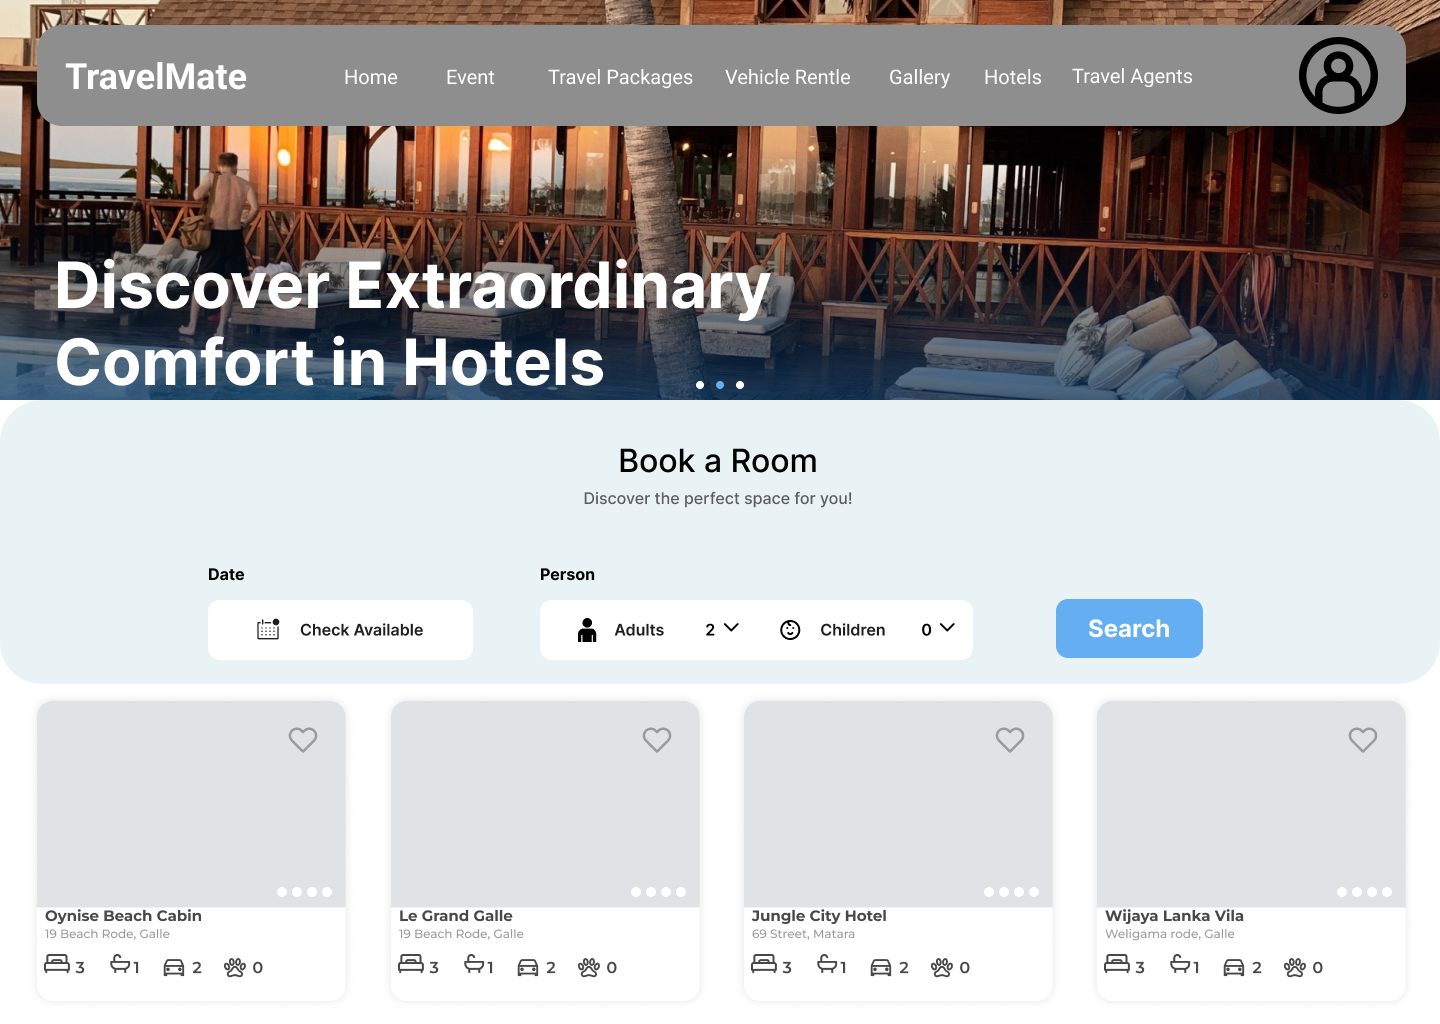 TravelMate
Home Event Travel Packages Vehicle Rentle Gallery Hotels Travel Agents
Discover Extraordinary
Comfort in Hotels
Book a Room
Discover the perfect space for you!
Date Person
Check Available Adults 2 Children 0 Search
Oynise Beach Cabin
19 Beach Rode, Galle
3 1 2 0
Le Grand Galle
19 Beach Rode, Galle
3 1 2 0
Jungle City Hotel
69 Street, Matara
3 1 2 0
Wijaya Lanka Vila
Weligama rode, Galle
3 1 2 0